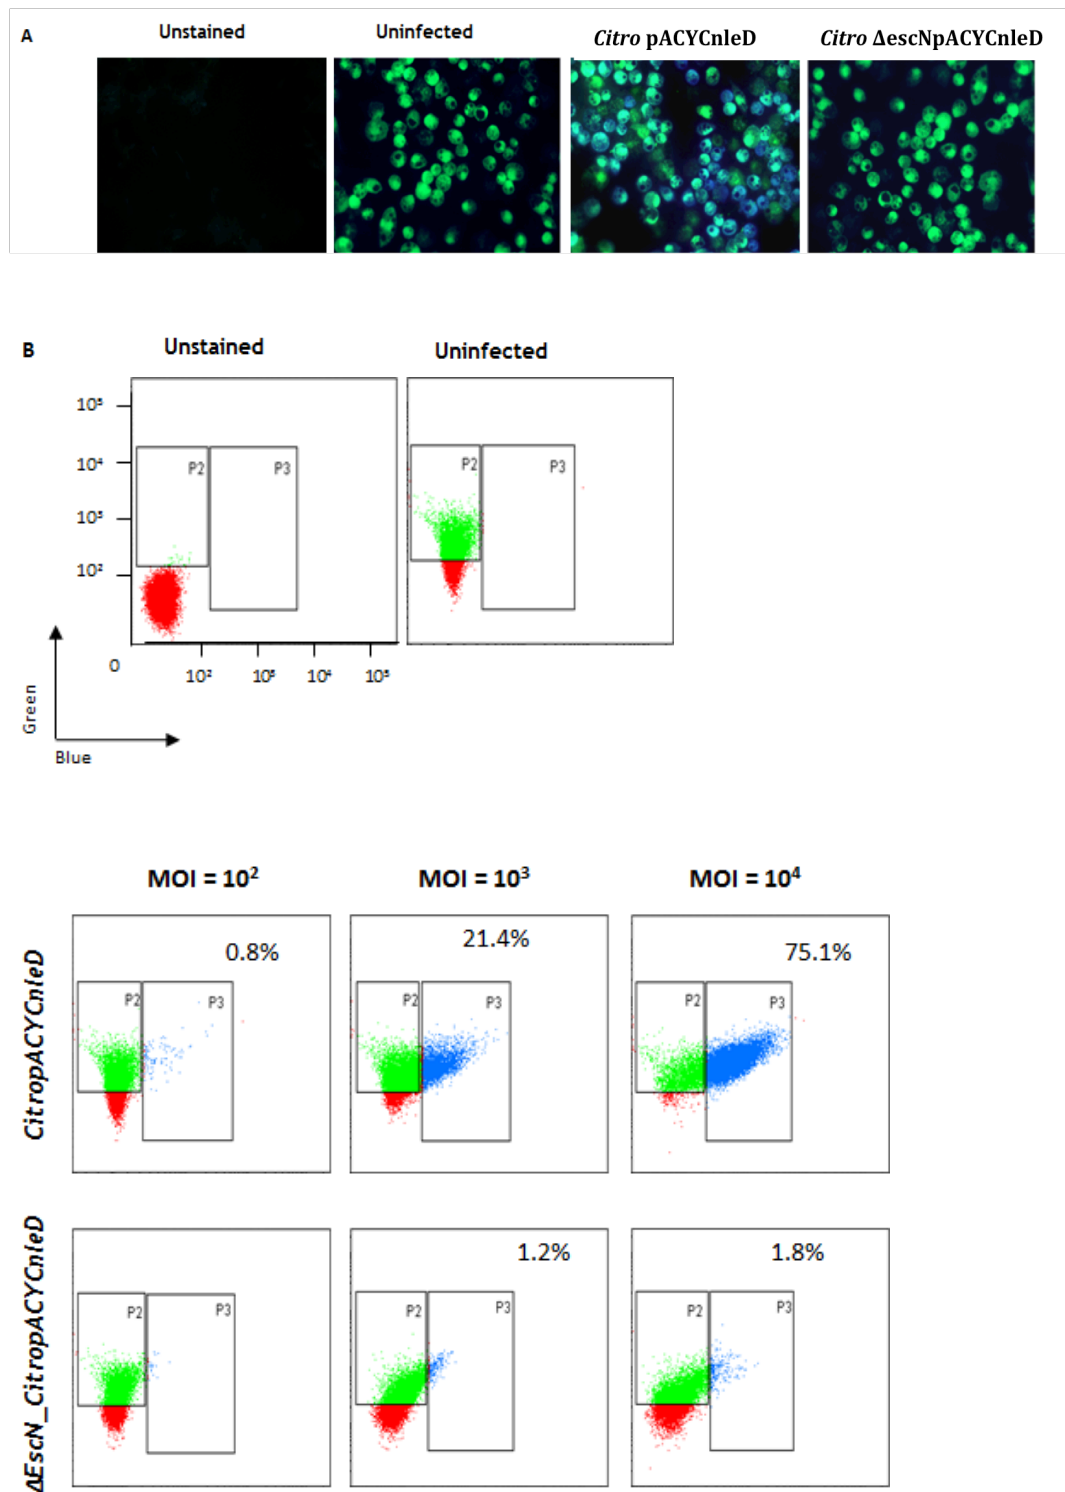 A
Unstained
Uninfected
Citro pACYCnleD
Citro ΔescNpACYCnleD
B
Unstained
Uninfected
10⁵
10⁴
10³
10²
P2
P3
P2
P3
0
10²
10³
10⁴
10⁵
Green
Blue
MOI = 10²
MOI = 10³
MOI = 10⁴
CitropACYCnleD
0.8%
P2
P3
21.4%
P2
P3
75.1%
P2
P3
ΔEscN_CitropACYCnleD
P2
P3
1.2%
P2
P3
1.8%
P2
P3